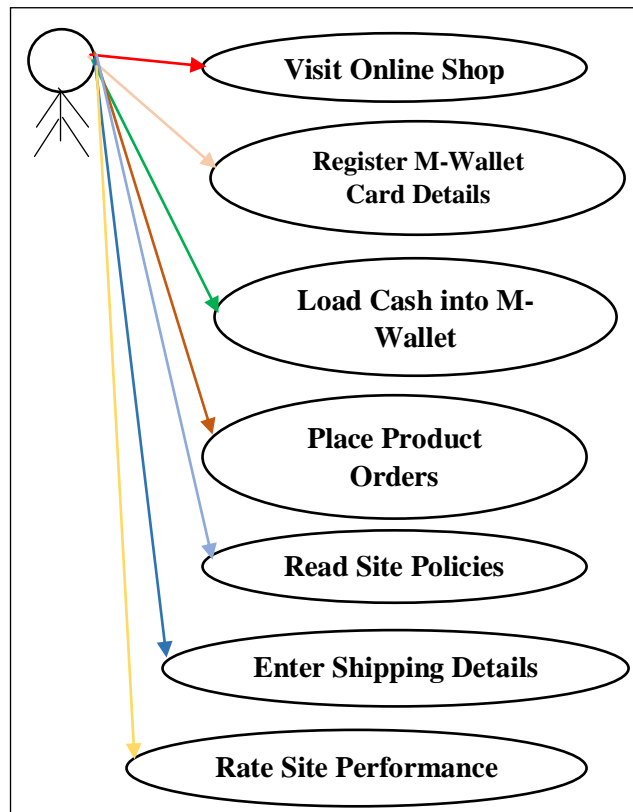 Visit Online Shop
Register M-Wallet
Card Details
Load Cash into M-
Wallet
Place Product
Orders
Read Site Policies
Enter Shipping Details
Rate Site Performance